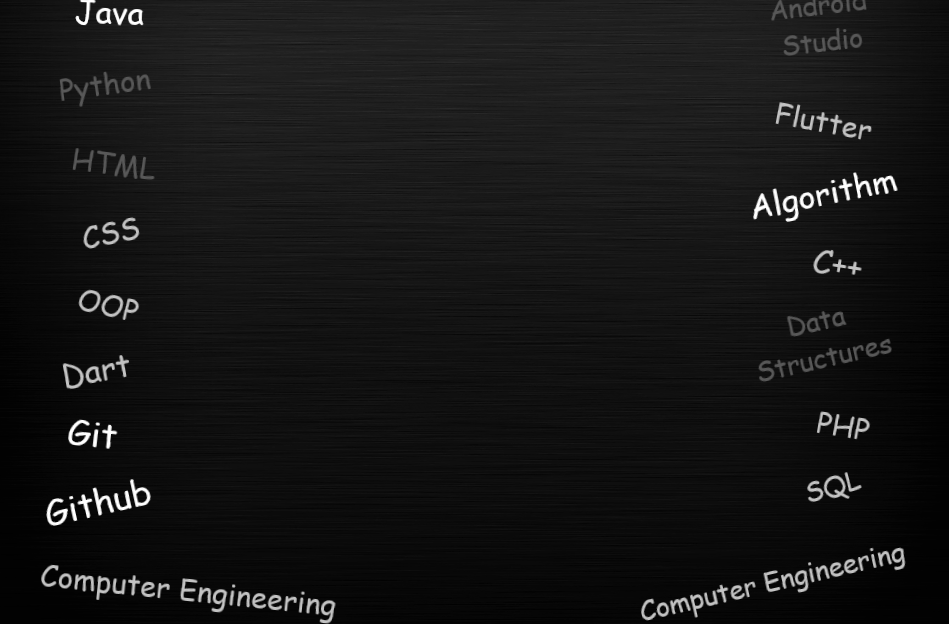 Java
Python
HTML
CSS
OOP
Dart
Git
Github
Computer Engineering
Android
Studio
Flutter
Algorithm
C++
Data
Structures
PHP
SQL
Computer Engineering